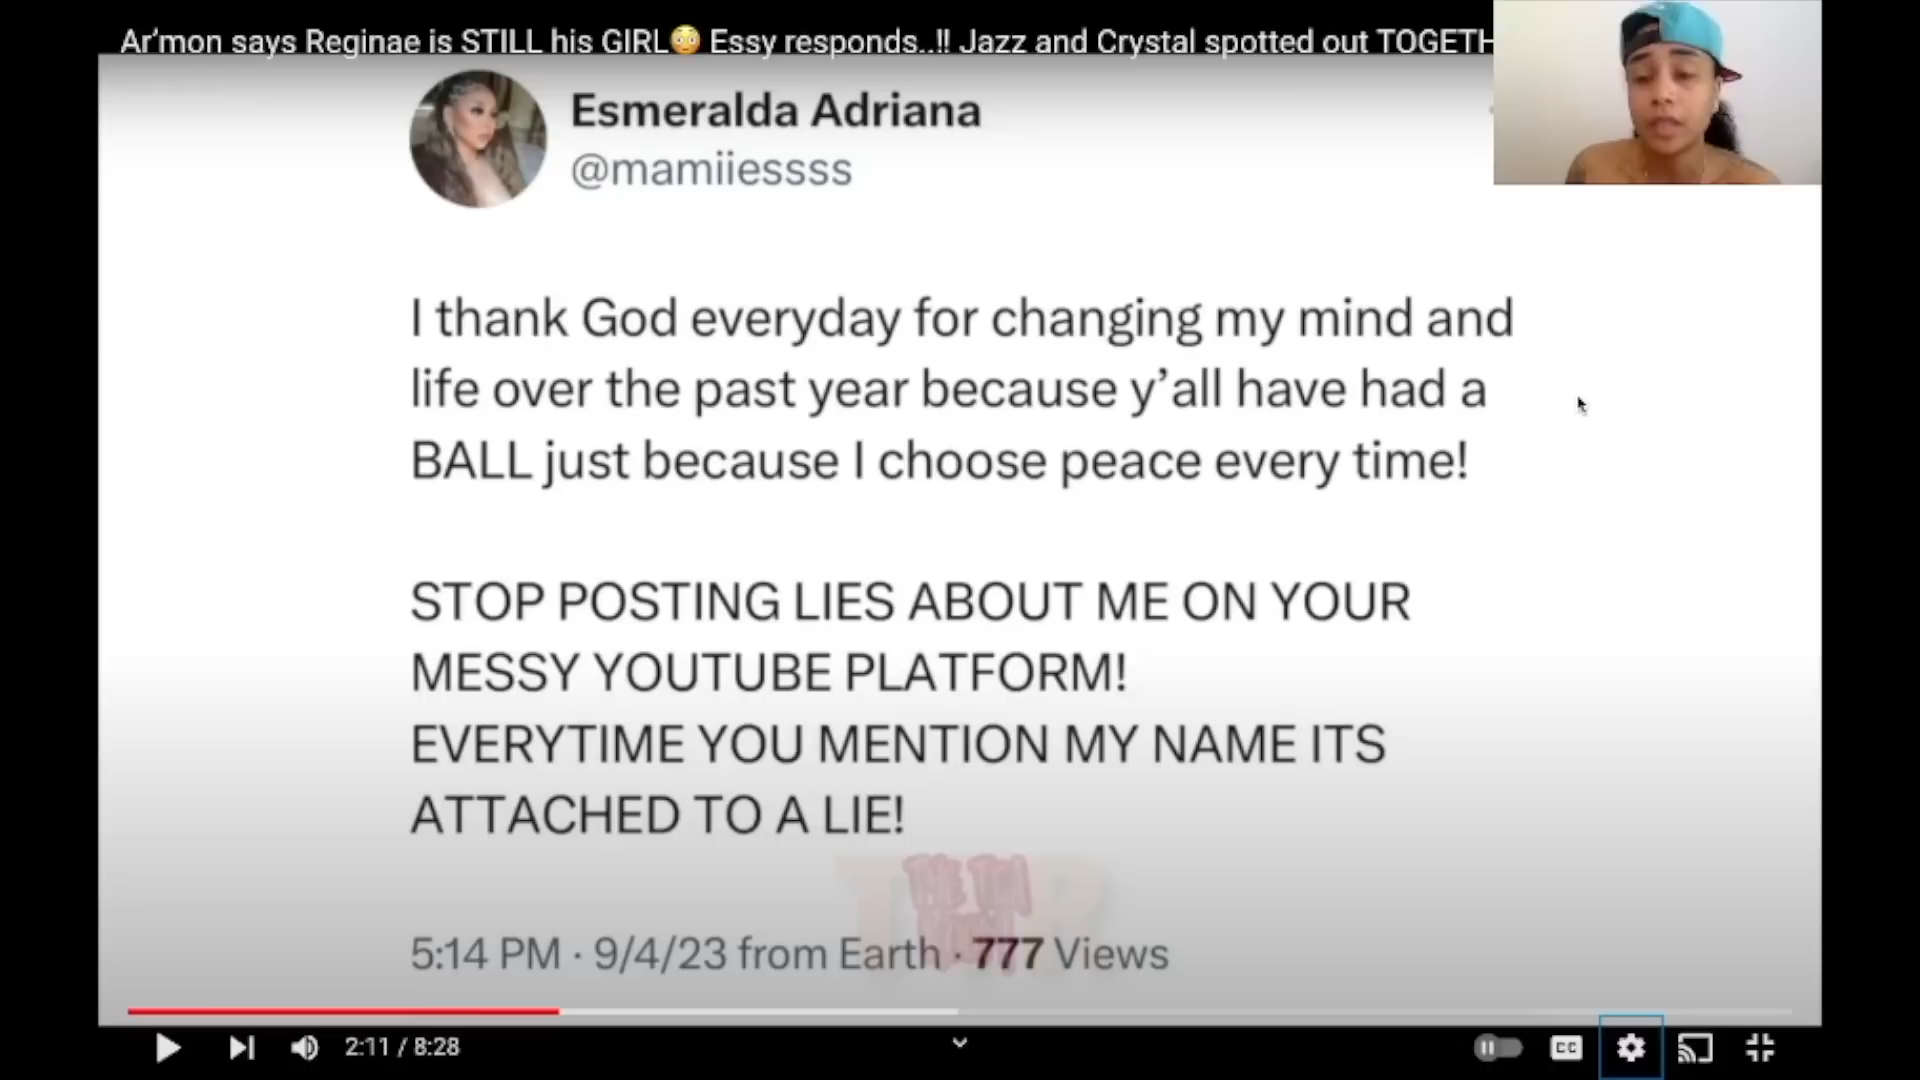 Ar'mon says Reginae is STILL his GIRL😳 Essy responds..!! Jazz and Crystal spotted out TOGETH
Esmeralda Adriana
@mamiiessss
I thank God everyday for changing my mind and
life over the past year because y'all have had a
BALL just because I choose peace every time!
STOP POSTING LIES ABOUT ME ON YOUR
MESSY YOUTUBE PLATFORM!
EVERYTIME YOU MENTION MY NAME ITS
ATTACHED TO A LIE!
5:14 PM · 9/4/23 from Earth · 777 Views
2:11 / 8:28
CC